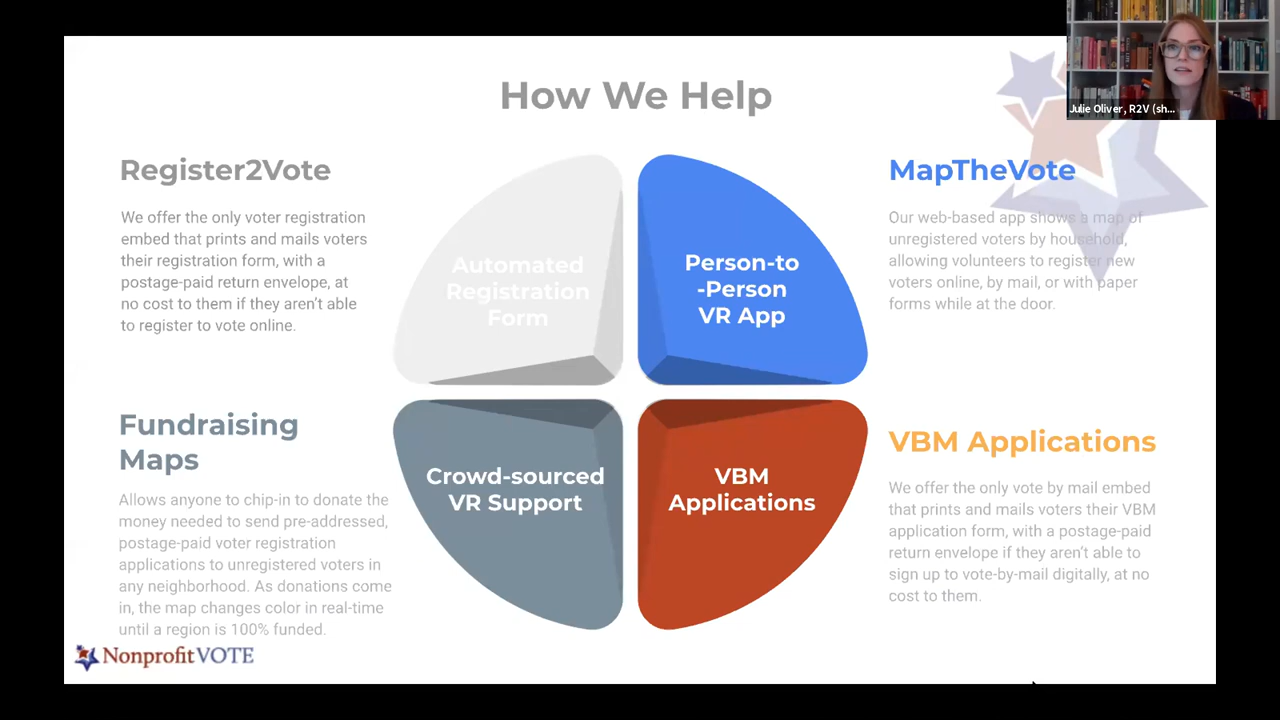 How We Help
Julie Oliver, R2V (sh...
Register2Vote
We offer the only voter registration
embed that prints and mails voters
their registration form, with a
postage-paid return envelope, at
no cost to them if they aren't able
to register to vote online.
Automated
Registration
Form
Person-to
-Person
VR App
MapTheVote
Our web-based app shows a map of
unregistered voters by household,
allowing volunteers to register new
voters online, by mail, or with paper
forms while at the door.
Fundraising
Maps
Allows anyone to chip-in to donate the
money needed to send pre-addressed,
postage-paid voter registration
applications to unregistered voters in
any neighborhood. As donations come
in, the map changes color in real-time
until a region is 100% funded.
Crowd-sourced
VR Support
VBM
Applications
VBM Applications
We offer the only vote by mail embed
that prints and mails voters their VBM
application form, with a postage-paid
return envelope if they aren't able to
sign up to vote-by-mail digitally, at no
cost to them.
NonprofitVOTE